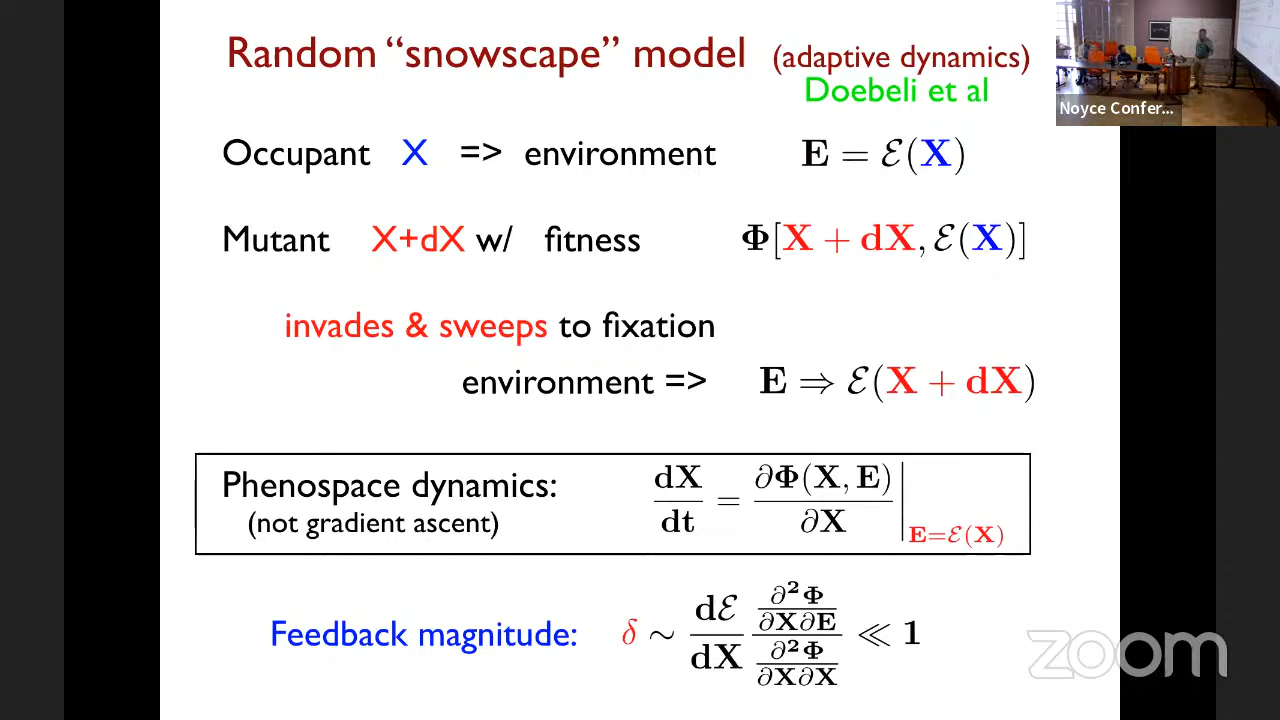 Random “snowscape” model (adaptive dynamics)
Doebeli et al
Occupant X => environment E = ℰ(X)
Mutant X+dX w/ fitness Φ[X + dX, ℰ(X)]
invades & sweeps to fixation
environment => E ⇒ ℰ(X + dX)
Phenospace dynamics: dX/dt = ∂Φ(X, E)/∂X |E=ℰ(X)
(not gradient ascent)
Feedback magnitude: δ ∼ dℰ/dX (∂²Φ/∂X∂E)/(∂²Φ/∂X∂X) ≪ 1
Noyce Confer...
zoom